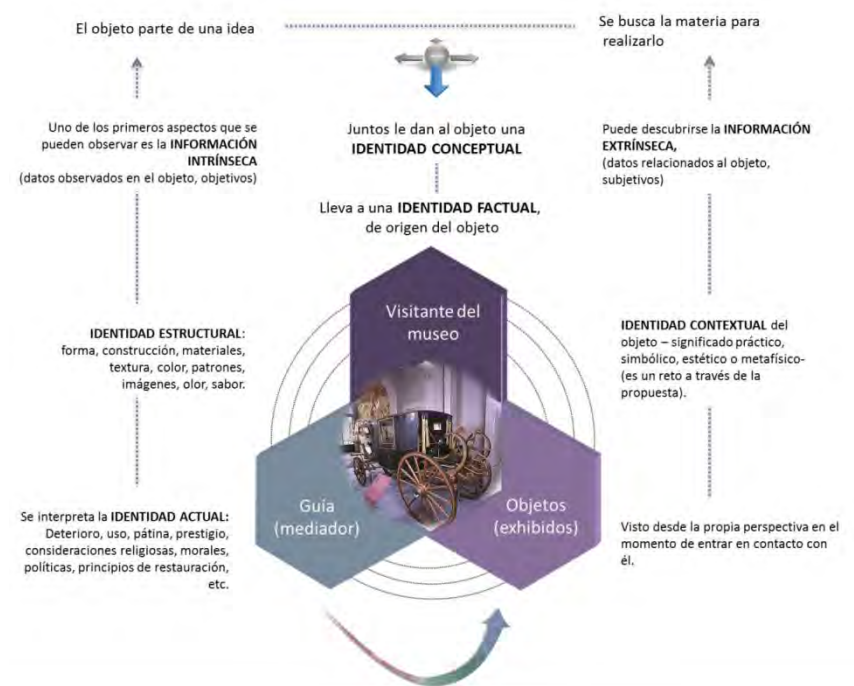 El objeto parte de una idea
Se busca la materia para
realizarlo
Uno de los primeros aspectos que se
pueden observar es la INFORMACIÓN
INTRÍNSECA
(datos observados en el objeto, objetivos)
Juntos le dan al objeto una
IDENTIDAD CONCEPTUAL
Puede descubrirse la INFORMACIÓN
EXTRÍNSECA,
(datos relacionados al objeto,
subjetivos)
Lleva a una IDENTIDAD FACTUAL,
de origen del objeto
Visitante del
museo
IDENTIDAD ESTRUCTURAL:
forma, construcción, materiales,
textura, color, patrones,
imágenes, olor, sabor.
IDENTIDAD CONTEXTUAL del
objeto – significado práctico,
simbólico, estético o metafísico-
(es un reto a través de la
propuesta).
Guía
(mediador)
Objetos
(exhibidos)
Se interpreta la IDENTIDAD ACTUAL:
Deterioro, uso, pátina, prestigio,
consideraciones religiosas, morales,
políticas, principios de restauración,
etc.
Visto desde la propia perspectiva en el
momento de entrar en contacto con
él.